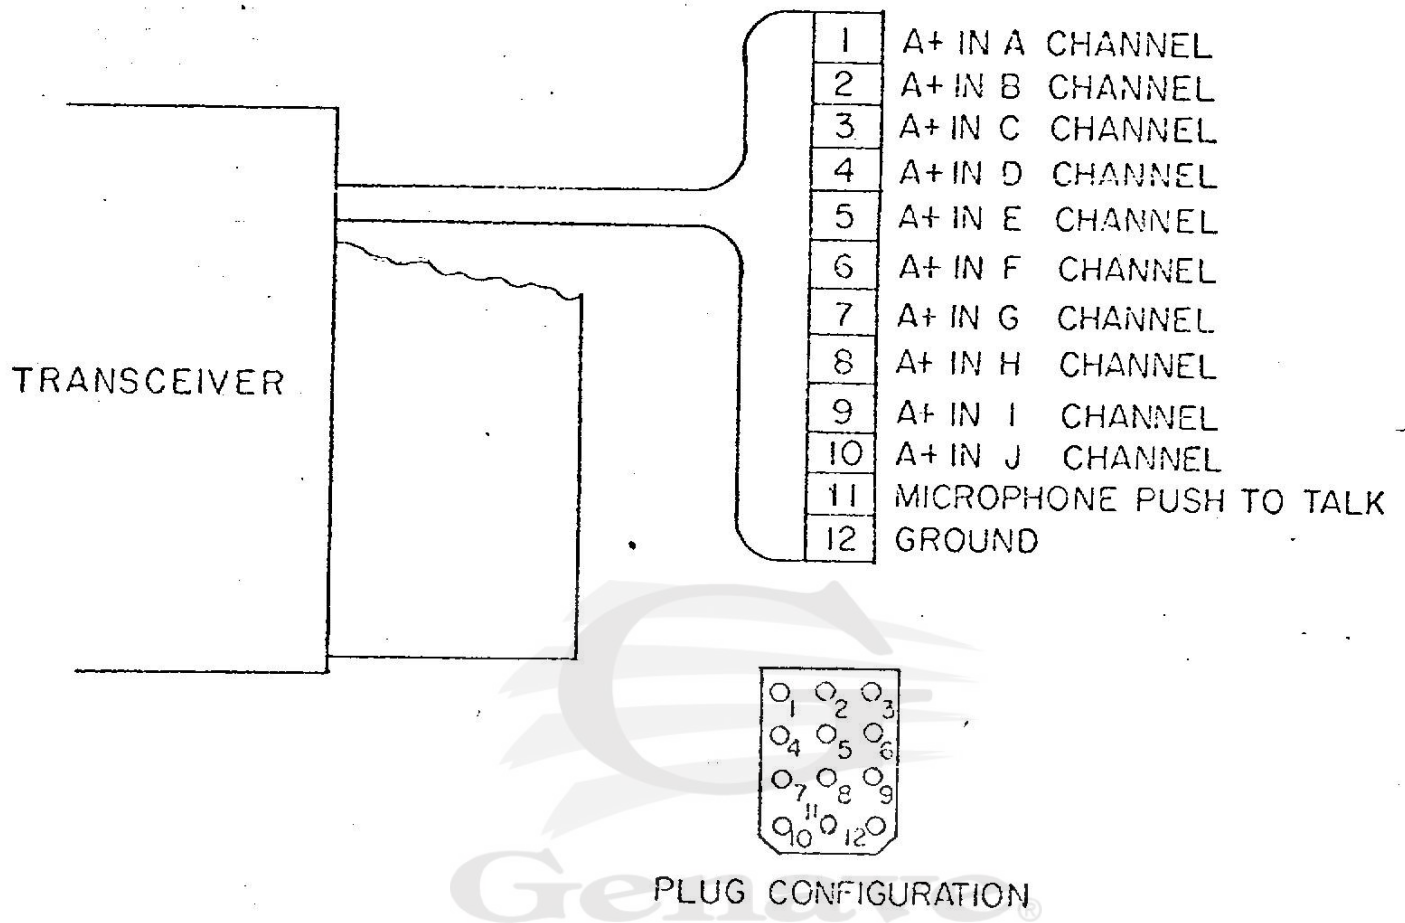 1 A+ IN A CHANNEL
2 A+ IN B CHANNEL
3 A+ IN C CHANNEL
4 A+ IN D CHANNEL
5 A+ IN E CHANNEL
6 A+ IN F CHANNEL
7 A+ IN G CHANNEL
8 A+ IN H CHANNEL
9 A+ IN I CHANNEL
10 A+ IN J CHANNEL
11 MICROPHONE PUSH TO TALK
12 GROUND
TRANSCEIVER
1 2 3
4 5 6
7 8 9
10 11 12
PLUG CONFIGURATION
Genave®